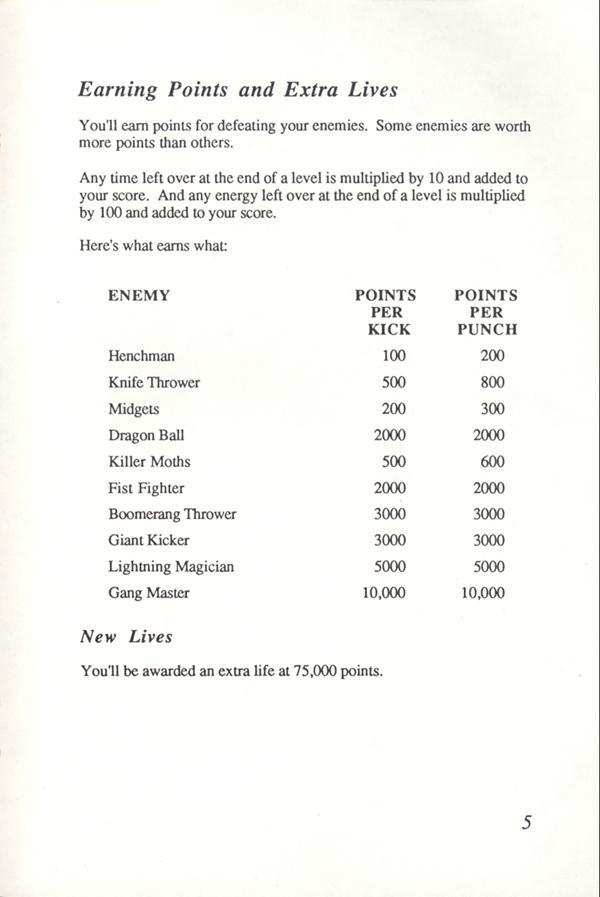 Earning Points and Extra Lives
You'll earn points for defeating your enemies. Some enemies are worth
more points than others.
Any time left over at the end of a level is multiplied by 10 and added to
your score. And any energy left over at the end of a level is multiplied
by 100 and added to your score.
Here's what earns what:
ENEMY POINTS PER KICK POINTS PER PUNCH
Henchman 100 200
Knife Thrower 500 800
Midgets 200 300
Dragon Ball 2000 2000
Killer Moths 500 600
Fist Fighter 2000 2000
Boomerang Thrower 3000 3000
Giant Kicker 3000 3000
Lightning Magician 5000 5000
Gang Master 10,000 10,000
New Lives
You'll be awarded an extra life at 75,000 points.
5